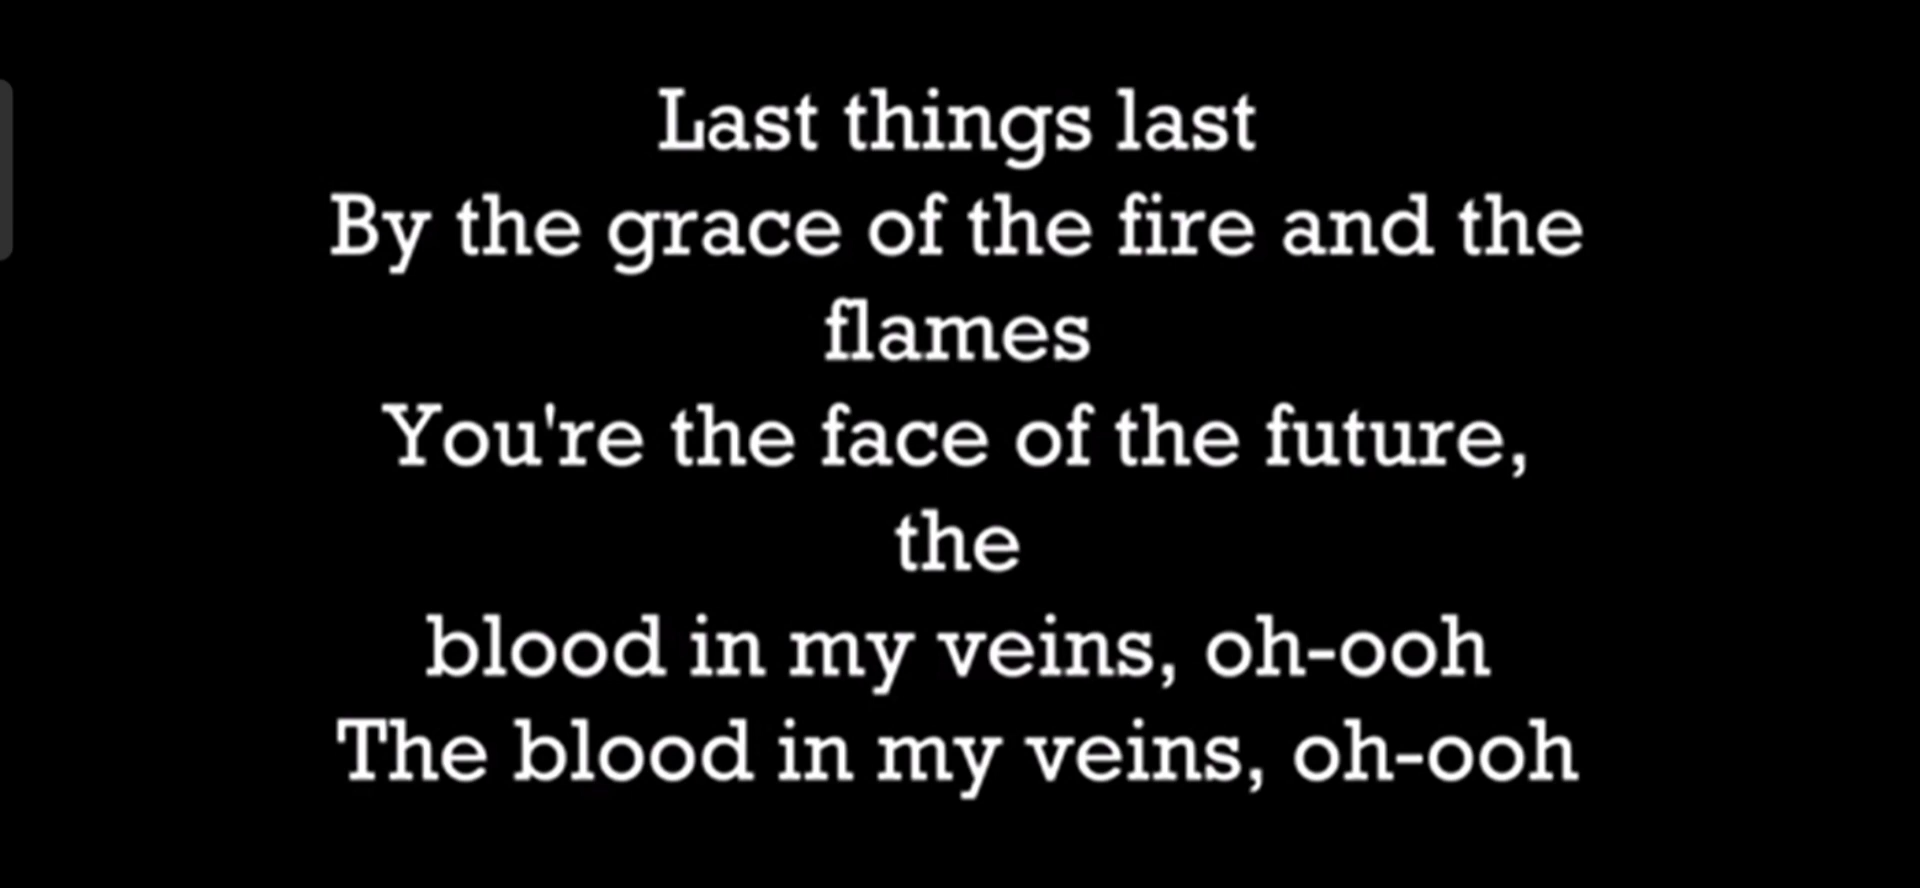 Last things last
By the grace of the fire and the
flames
You're the face of the future,
the
blood in my veins, oh-ooh
The blood in my veins, oh-ooh